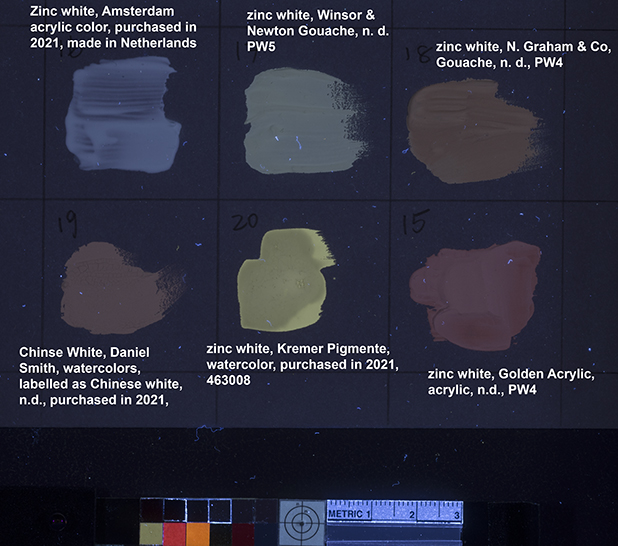 Zinc white, Amsterdam
acrylic color, purchased in
2021, made in Netherlands
zinc white, Winsor &
Newton Gouache, n. d.
PW5
zinc white, N. Graham & Co,
Gouache, n. d., PW4
18
19
20
15
Chinse White, Daniel
Smith, watercolors,
labelled as Chinese white,
n.d., purchased in 2021,
zinc white, Kremer Pigmente,
watercolor, purchased in 2021,
463008
zinc white, Golden Acrylic,
acrylic, n.d., PW4
METRIC 1 2 3